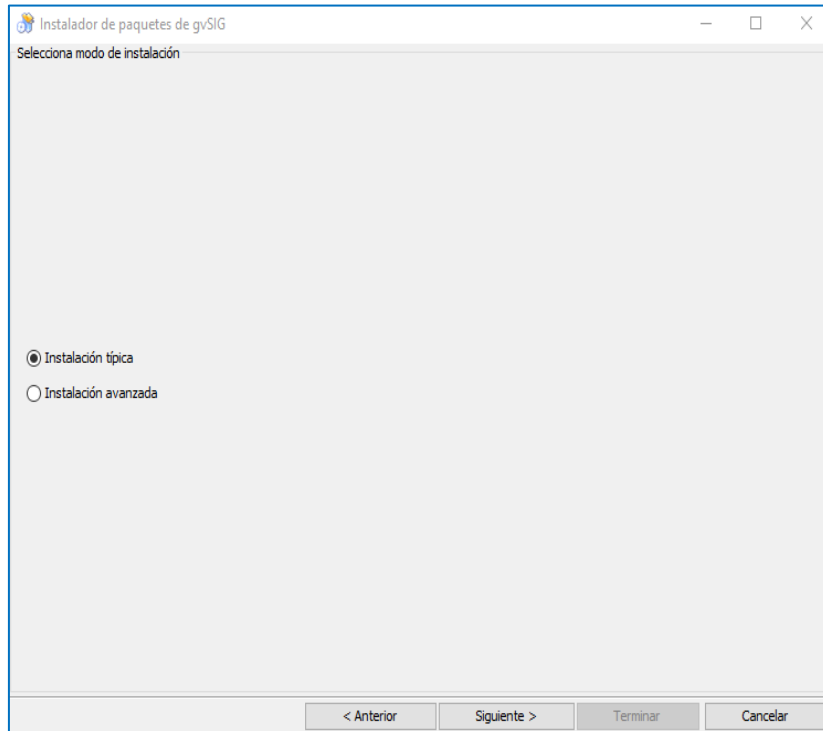 Instalador de paquetes de gvSIG
Selecciona modo de instalación
Instalación típica
Instalación avanzada
< Anterior Siguiente > Terminar Cancelar